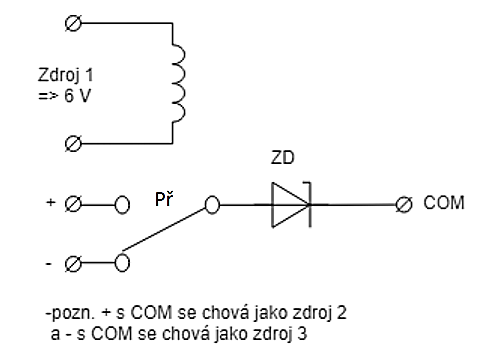 Zdroj 1
=> 6 V
ZD
+
Př
COM
-
-pozn. + s COM se chová jako zdroj 2
a - s COM se chová jako zdroj 3